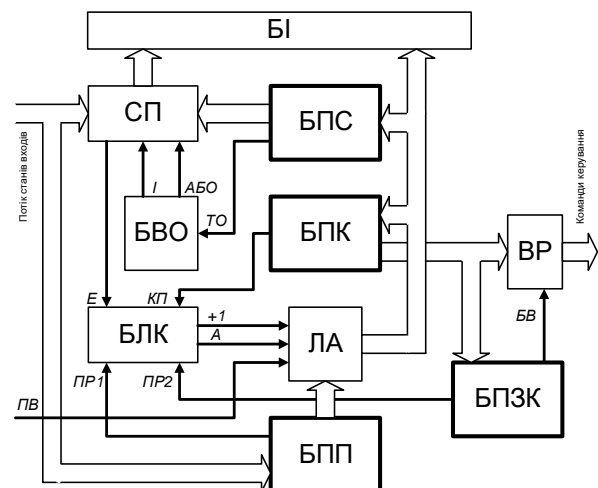 БІ
СП
БПС
Потік станів входів
Команди керування
І
АБО
ТО
БВО
БПК
ВР
Е
КП
БЛК
+1
А
ЛА
БВ
ПР1
ПР2
БПЗК
ПВ
БПП